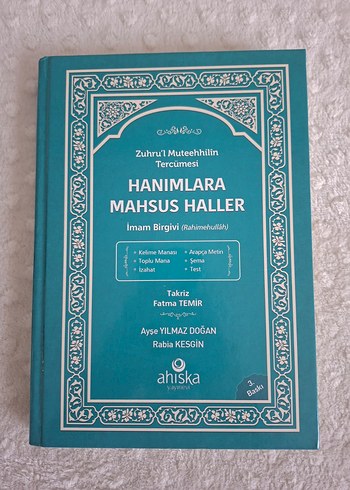 Zuhru'l Muteehhilin
Tercümesi
HANIMLARA
MAHSUS HALLER
İmam Birgivi (Rahimehullâh)
• Kelime Manası • Arapça Metin
• Toplu Mana • Şema
• İzahat • Test
Takriz
Fatma TEMİR
Ayşe YILMAZ DOĞAN
Rabia KESGİN
ahıska
yayınevi
3. Baskı